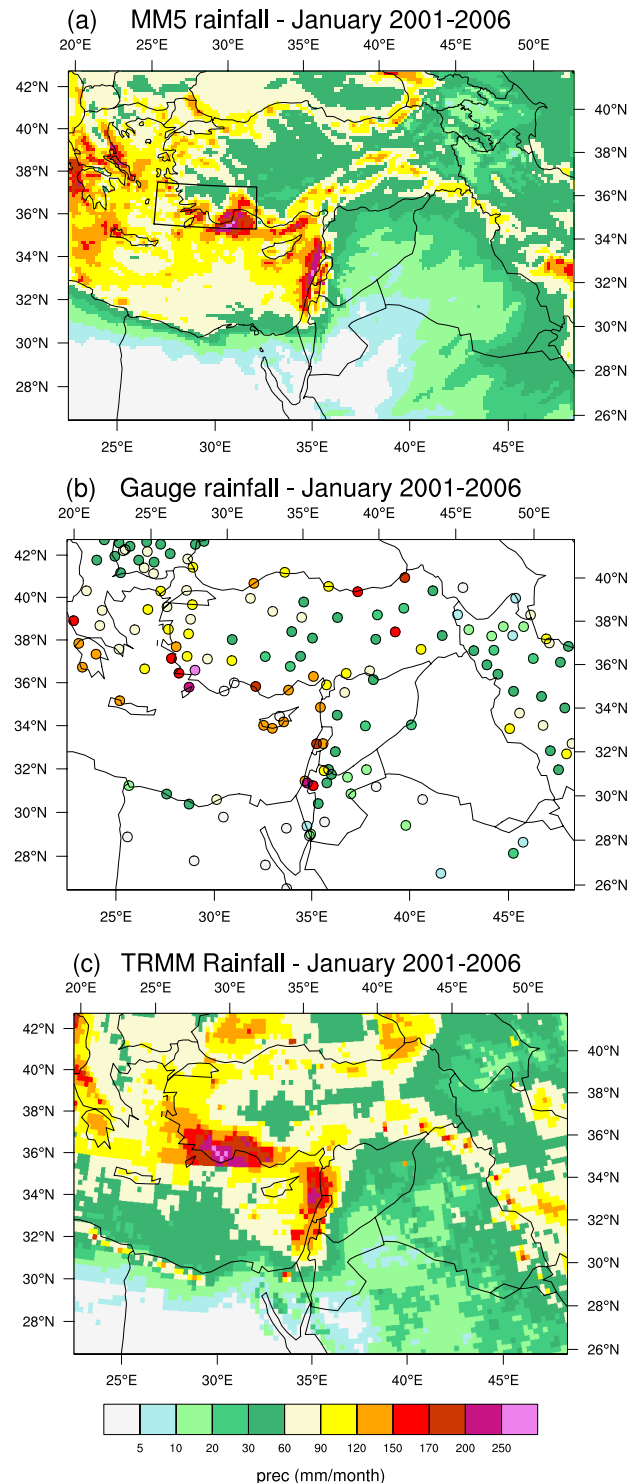 (a) MM5 rainfall - January 2001-2006
20°E 25°E 30°E 35°E 40°E 45°E 50°E
42°N 40°N
40°N 38°N
38°N 36°N
36°N 34°N
34°N 32°N
32°N 30°N
30°N 28°N
28°N 26°N
25°E 30°E 35°E 40°E 45°E
(b) Gauge rainfall - January 2001-2006
20°E 25°E 30°E 35°E 40°E 45°E 50°E
42°N 40°N
40°N 38°N
38°N 36°N
36°N 34°N
34°N 32°N
32°N 30°N
30°N 28°N
28°N 26°N
25°E 30°E 35°E 40°E 45°E
(c) TRMM Rainfall - January 2001-2006
20°E 25°E 30°E 35°E 40°E 45°E 50°E
42°N 40°N
40°N 38°N
38°N 36°N
36°N 34°N
34°N 32°N
32°N 30°N
30°N 28°N
28°N 26°N
25°E 30°E 35°E 40°E 45°E
5 10 20 30 60 90 120 150 170 200 250
prec (mm/month)